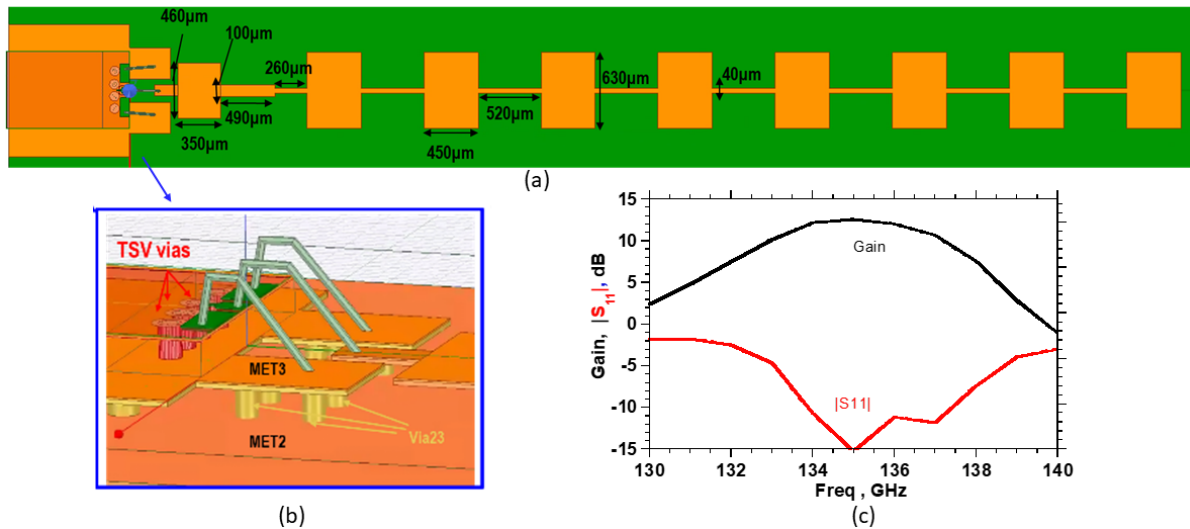 460µm
100µm
260µm
630µm
40µm
490µm
520µm
350µm
450µm
(a)
TSV vias
MET3
Via23
MET2
(b)
Gain, |S11|, dB
15
10
5
0
-5
-10
-15
Gain
|S11|
130 132 134 136 138 140
Freq , GHz
(c)